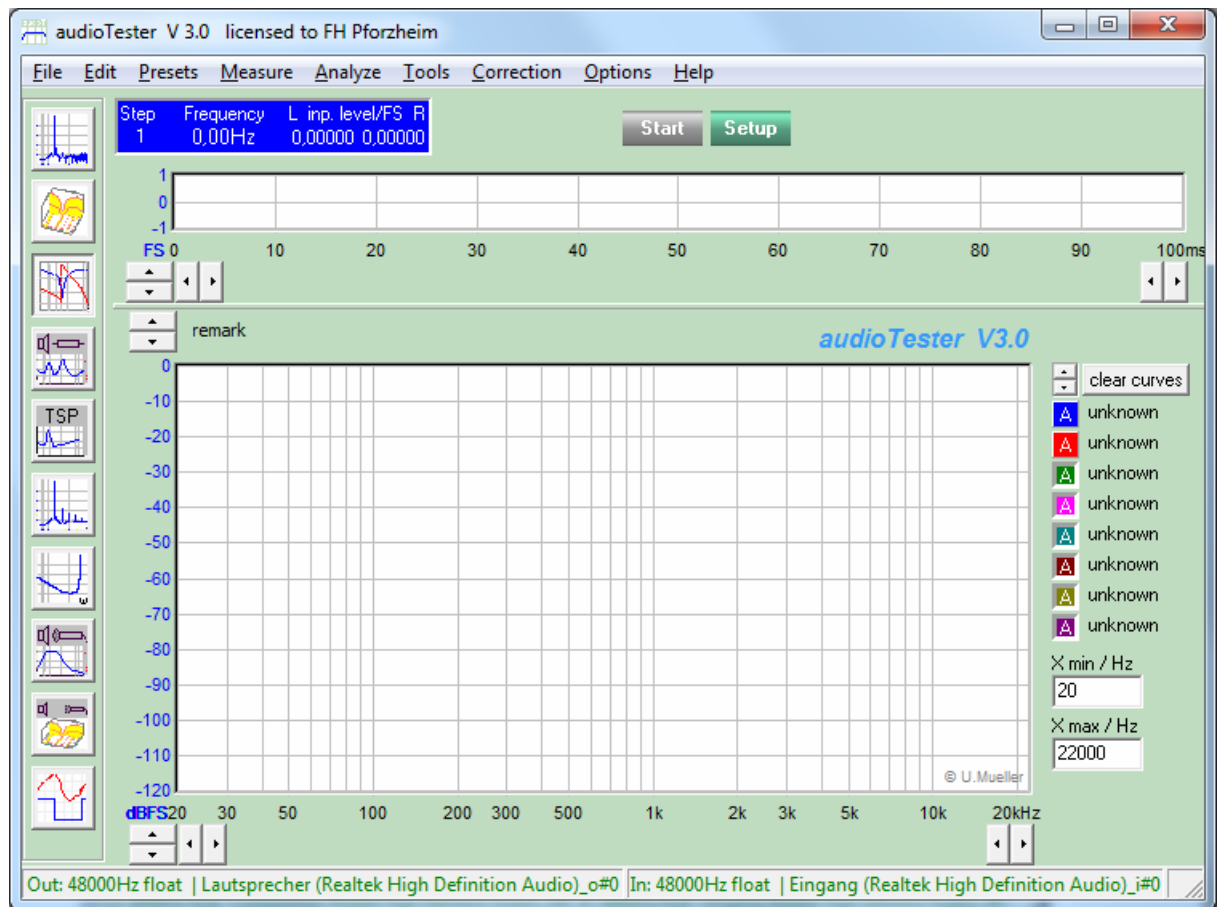 audioTester V 3.0 licensed to FH Pforzheim
File Edit Presets Measure Analyze Tools Correction Options Help
Step Frequency L inp. level/FS R
1 0,00Hz 0,00000 0,00000
Start Setup
1
0
-1
FS 0 10 20 30 40 50 60 70 80 90 100ms
remark
audioTester V3.0
clear curves
A unknown
A unknown
A unknown
A unknown
A unknown
A unknown
A unknown
A unknown
X min / Hz
20
X max / Hz
22000
TSP
ω
0
-10
-20
-30
-40
-50
-60
-70
-80
-90
-100
-110
-120
© U.Mueller
dBFS20 30 50 100 200 300 500 1k 2k 3k 5k 10k 20kHz
Out: 48000Hz float | Lautsprecher (Realtek High Definition Audio)_o#0 In: 48000Hz float | Eingang (Realtek High Definition Audio)_i#0